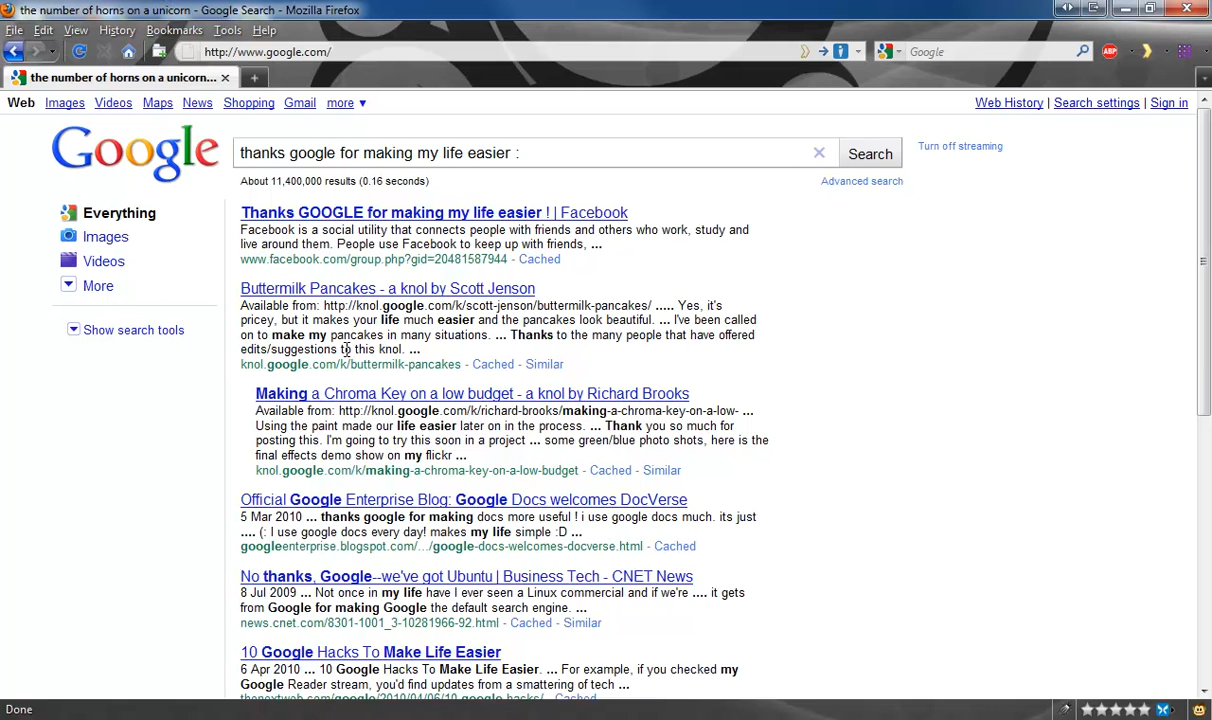 the number of horns on a unicorn - Google Search - Mozilla Firefox
File Edit View History Bookmarks Tools Help
http://www.google.com/
Google
ABP
the number of horns on a unicorn...
Web Images Videos Maps News Shopping Gmail more ▼
Web History | Search settings | Sign in
Google
thanks google for making my life easier :
Search
Turn off streaming
About 11,400,000 results (0.16 seconds)
Advanced search
Everything
Images
Videos
More
Show search tools
Thanks GOOGLE for making my life easier ! | Facebook
Facebook is a social utility that connects people with friends and others who work, study and
live around them. People use Facebook to keep up with friends, ...
www.facebook.com/group.php?gid=20481587944 - Cached
Buttermilk Pancakes - a knol by Scott Jenson
Available from: http://knol.google.com/k/scott-jenson/buttermilk-pancakes/ ..... Yes, it's
pricey, but it makes your life much easier and the pancakes look beautiful. ... I've been called
on to make my pancakes in many situations. ... Thanks to the many people that have offered
edits/suggestions to this knol. ...
knol.google.com/k/buttermilk-pancakes - Cached - Similar
Making a Chroma Key on a low budget - a knol by Richard Brooks
Available from: http://knol.google.com/k/richard-brooks/making-a-chroma-key-on-a-low- ...
Using the paint made our life easier later on in the process. ... Thank you so much for
posting this. I'm going to try this soon in a project ... some green/blue photo shots, here is the
final effects demo show on my flickr ...
knol.google.com/k/making-a-chroma-key-on-a-low-budget - Cached - Similar
Official Google Enterprise Blog: Google Docs welcomes DocVerse
5 Mar 2010 ... thanks google for making docs more useful ! i use google docs much. its just
.... (: I use google docs every day! makes my life simple :D ...
googleenterprise.blogspot.com/.../google-docs-welcomes-docverse.html - Cached
No thanks, Google--we've got Ubuntu | Business Tech - CNET News
8 Jul 2009 ... Not once in my life have I ever seen a Linux commercial and if we're .... it gets
from Google for making Google the default search engine. ...
news.cnet.com/8301-1001_3-10281966-92.html - Cached - Similar
10 Google Hacks To Make Life Easier
6 Apr 2010 ... 10 Google Hacks To Make Life Easier. ... For example, if you checked my
Google Reader stream, you'd find updates from a smattering of tech ...
thenextweb.com/google/2010/04/06/10-google-hacks/ - Cached
Done